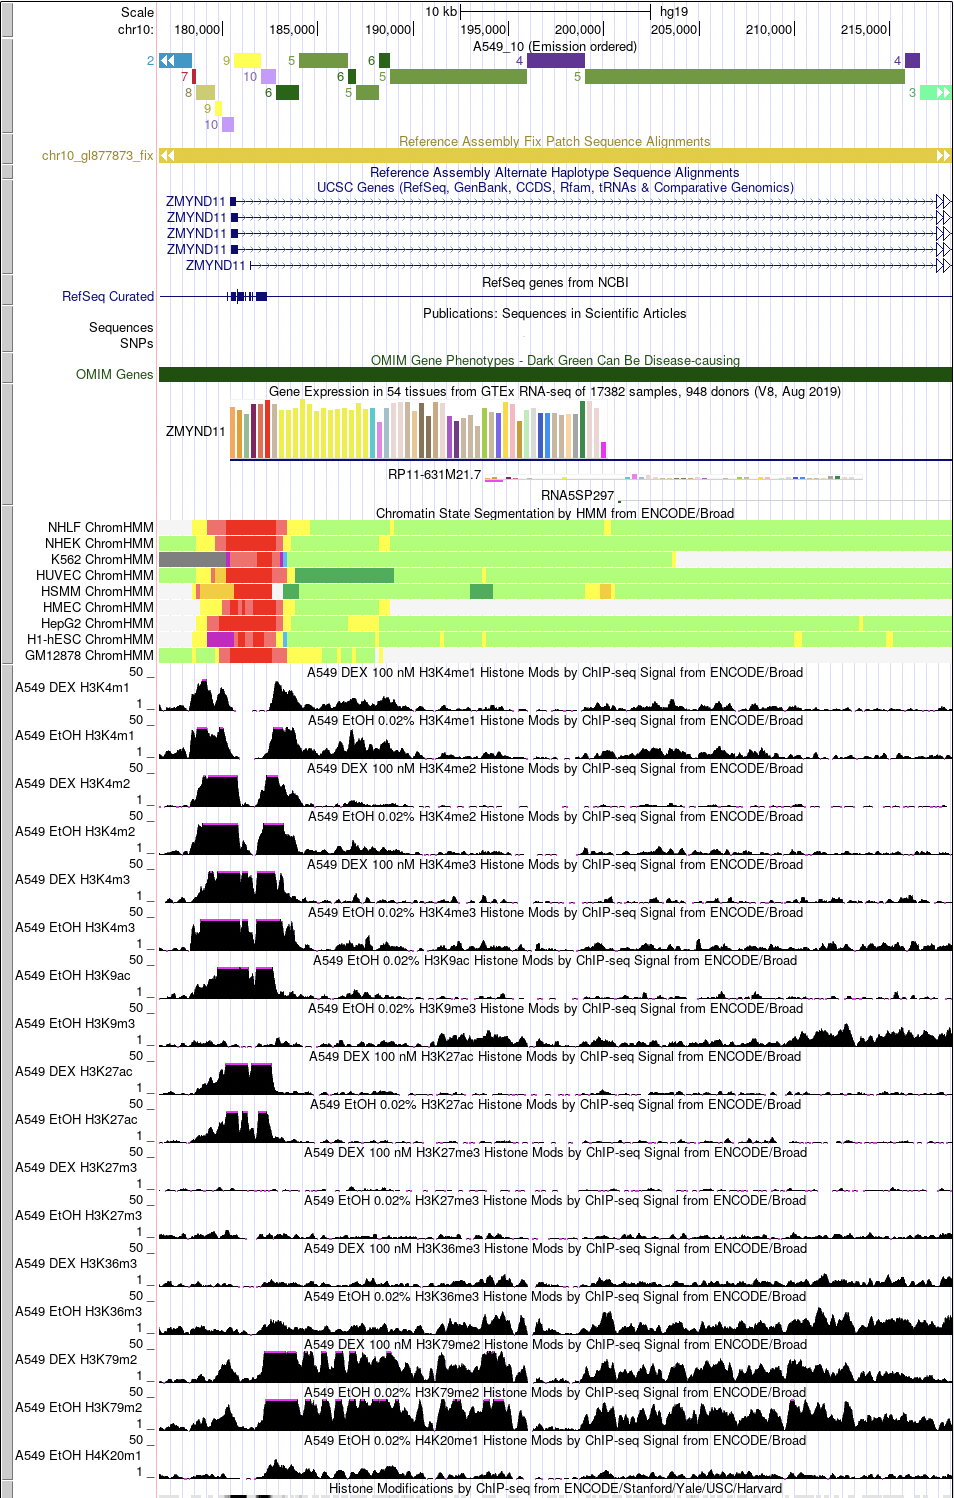 Scale 10 kb hg19
chr10: 180,000 185,000 190,000 195,000 200,000 205,000 210,000 215,000
A549_10 (Emission ordered)
2 9 5 6 4 4
7 10 6 5 5 3
8 6 5
9
10
Reference Assembly Fix Patch Sequence Alignments
chr10_gl877873_fix
Reference Assembly Alternate Haplotype Sequence Alignments
UCSC Genes (RefSeq, GenBank, CCDS, Rfam, tRNAs & Comparative Genomics)
ZMYND11
ZMYND11
ZMYND11
ZMYND11
ZMYND11
RefSeq genes from NCBI
RefSeq Curated
Publications: Sequences in Scientific Articles
Sequences
SNPs
OMIM Gene Phenotypes - Dark Green Can Be Disease-causing
OMIM Genes
Gene Expression in 54 tissues from GTEx RNA-seq of 17382 samples, 948 donors (V8, Aug 2019)
ZMYND11
RP11-631M21.7
RNA5SP297
Chromatin State Segmentation by HMM from ENCODE/Broad
NHLF ChromHMM
NHEK ChromHMM
K562 ChromHMM
HUVEC ChromHMM
HSMM ChromHMM
HMEC ChromHMM
HepG2 ChromHMM
H1-hESC ChromHMM
GM12878 ChromHMM
50 _ A549 DEX 100 nM H3K4me1 Histone Mods by ChIP-seq Signal from ENCODE/Broad
A549 DEX H3K4m1
1 _
50 _ A549 EtOH 0.02% H3K4me1 Histone Mods by ChIP-seq Signal from ENCODE/Broad
A549 EtOH H3K4m1
1 _
50 _ A549 DEX 100 nM H3K4me2 Histone Mods by ChIP-seq Signal from ENCODE/Broad
A549 DEX H3K4m2
1 _
50 _ A549 EtOH 0.02% H3K4me2 Histone Mods by ChIP-seq Signal from ENCODE/Broad
A549 EtOH H3K4m2
1 _
50 _ A549 DEX 100 nM H3K4me3 Histone Mods by ChIP-seq Signal from ENCODE/Broad
A549 DEX H3K4m3
1 _
50 _ A549 EtOH 0.02% H3K4me3 Histone Mods by ChIP-seq Signal from ENCODE/Broad
A549 EtOH H3K4m3
1 _
50 _ A549 EtOH 0.02% H3K9ac Histone Mods by ChIP-seq Signal from ENCODE/Broad
A549 EtOH H3K9ac
1 _
50 _ A549 EtOH 0.02% H3K9me3 Histone Mods by ChIP-seq Signal from ENCODE/Broad
A549 EtOH H3K9m3
1 _
50 _ A549 DEX 100 nM H3K27ac Histone Mods by ChIP-seq Signal from ENCODE/Broad
A549 DEX H3K27ac
1 _
50 _ A549 EtOH 0.02% H3K27ac Histone Mods by ChIP-seq Signal from ENCODE/Broad
A549 EtOH H3K27ac
1 _
50 _ A549 DEX 100 nM H3K27me3 Histone Mods by ChIP-seq Signal from ENCODE/Broad
A549 DEX H3K27m3
1 _
50 _ A549 EtOH 0.02% H3K27me3 Histone Mods by ChIP-seq Signal from ENCODE/Broad
A549 EtOH H3K27m3
1 _
50 _ A549 DEX 100 nM H3K36me3 Histone Mods by ChIP-seq Signal from ENCODE/Broad
A549 DEX H3K36m3
1 _
50 _ A549 EtOH 0.02% H3K36me3 Histone Mods by ChIP-seq Signal from ENCODE/Broad
A549 EtOH H3K36m3
1 _
50 _ A549 DEX 100 nM H3K79me2 Histone Mods by ChIP-seq Signal from ENCODE/Broad
A549 DEX H3K79m2
1 _
50 _ A549 EtOH 0.02% H3K79me2 Histone Mods by ChIP-seq Signal from ENCODE/Broad
A549 EtOH H3K79m2
1 _
50 _ A549 EtOH 0.02% H4K20me1 Histone Mods by ChIP-seq Signal from ENCODE/Broad
A549 EtOH H4K20m1
1 _
Histone Modifications by ChIP-seq from ENCODE/Stanford/Yale/USC/Harvard